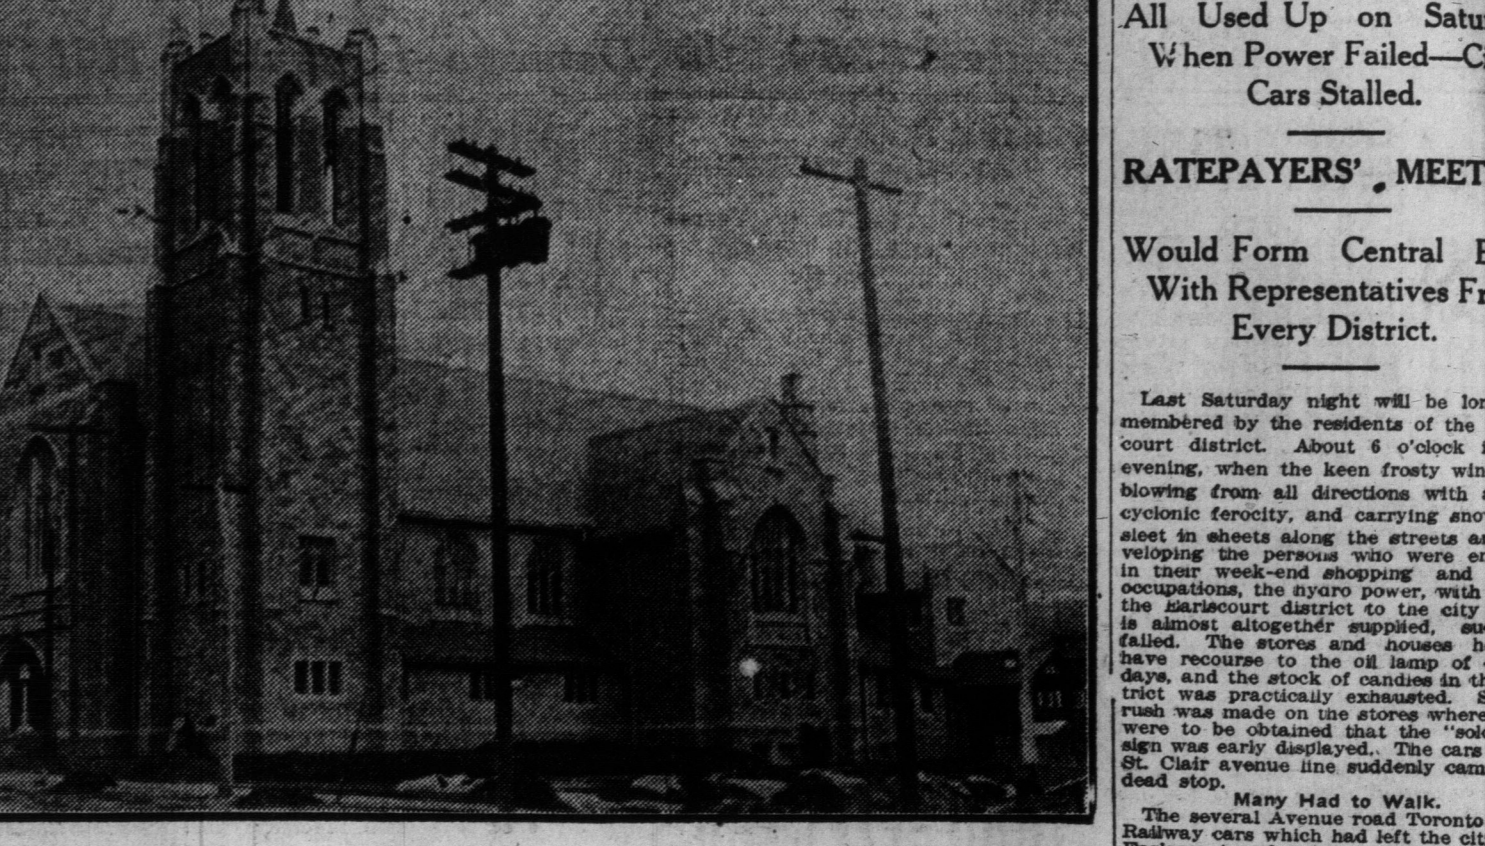 All Used Up on Satu
When Power Failed—C
Cars Stalled.
RATEPAYERS' MEET
Would Form Central
With Representatives Fr
Every District.
Last Saturday night will be lon
membered by the residents of the
court district. About 6 o'clock
evening, when the keen frosty win
blowing from all directions with
cyclonic ferocity, and carrying sno
sleet in sheets along the streets
veloping the persons who were en
in their week-end shopping and
occupations, the hydro power, with
the Earlscourt district to the city
is almost altogether supplied, su
failed. The stores and houses h
have recourse to the oil lamp of
days, and the stock of candies in th
trict was practically exhausted. S
rush was made on the stores where
were to be obtained that the "sol
sign was early displayed. The cars
St. Clair avenue line suddenly cam
dead stop.
Many Had to Walk.
The several Avenue road Toronto
Railway cars which had left the cit